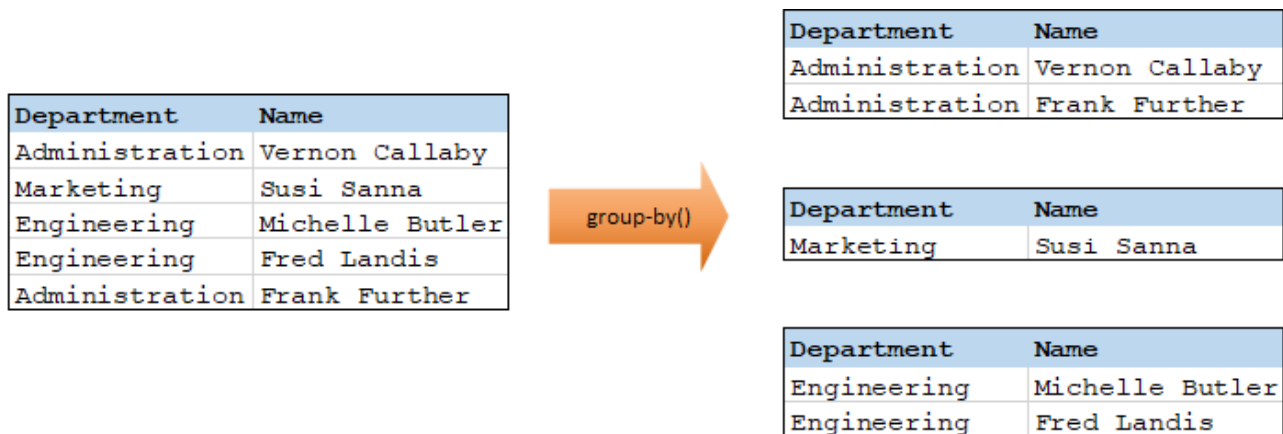 Department Name
Administration Vernon Callaby
Marketing Susi Sanna
Engineering Michelle Butler
Engineering Fred Landis
Administration Frank Further
group-by()
Department Name
Administration Vernon Callaby
Administration Frank Further
Department Name
Marketing Susi Sanna
Department Name
Engineering Michelle Butler
Engineering Fred Landis